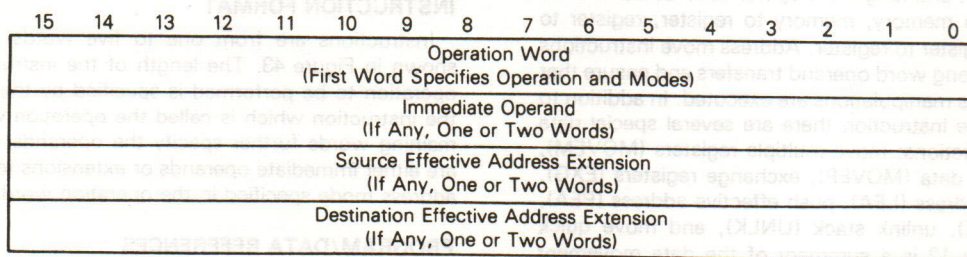 15 14 13 12 11 10 9 8 7 6 5 4 3 2 1 0
Operation Word
(First Word Specifies Operation and Modes)
Immediate Operand
(If Any, One or Two Words)
Source Effective Address Extension
(If Any, One or Two Words)
Destination Effective Address Extension
(If Any, One or Two Words)